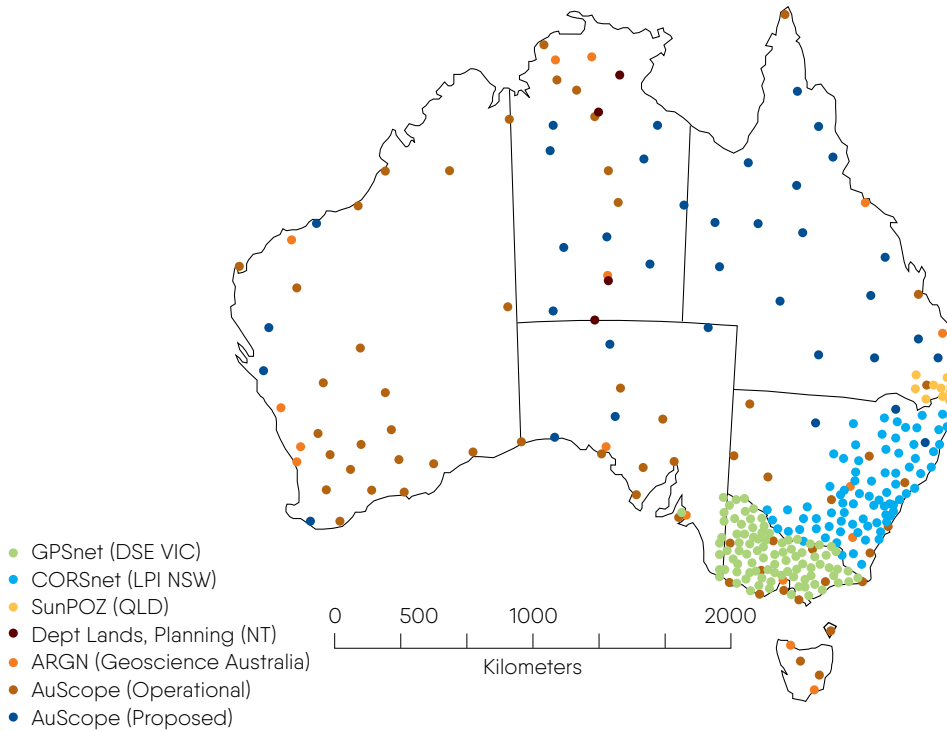 GPSnet (DSE VIC)
CORSnet (LPI NSW)
SunPOZ (QLD)
Dept Lands, Planning (NT)
ARGN (Geoscience Australia)
AuScope (Operational)
AuScope (Proposed)
0 500 1000 2000
Kilometers